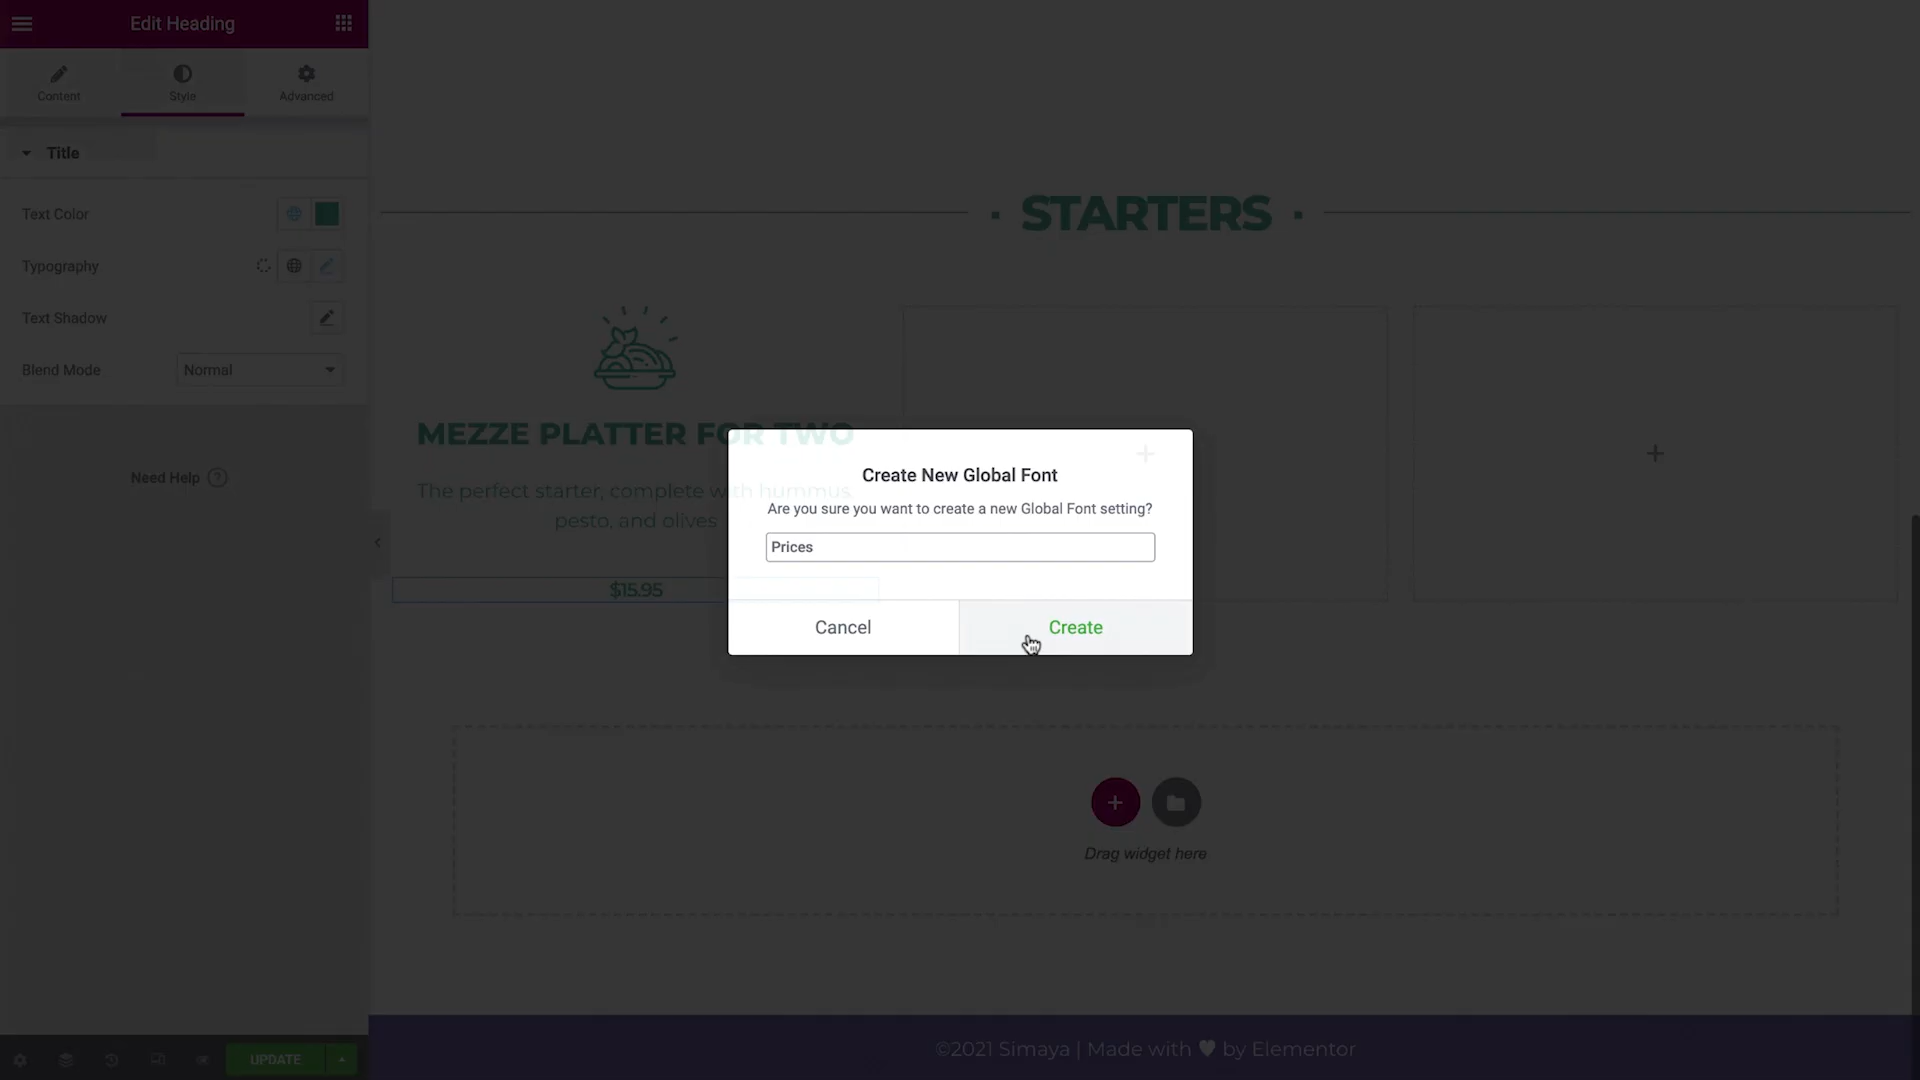 Edit Heading
Content
Style
Advanced
Title
Text Color
Typography
Text Shadow
Blend Mode
Normal
Need Help
?
UPDATE
STARTERS
MEZZE PLATTER FOR TWO
The perfect starter, complete with hummus,
pesto, and olives
$15.95
Create New Global Font
Are you sure you want to create a new Global Font setting?
Prices
Cancel
Create
Drag widget here
©2021 Simaya | Made with ♥ by Elementor